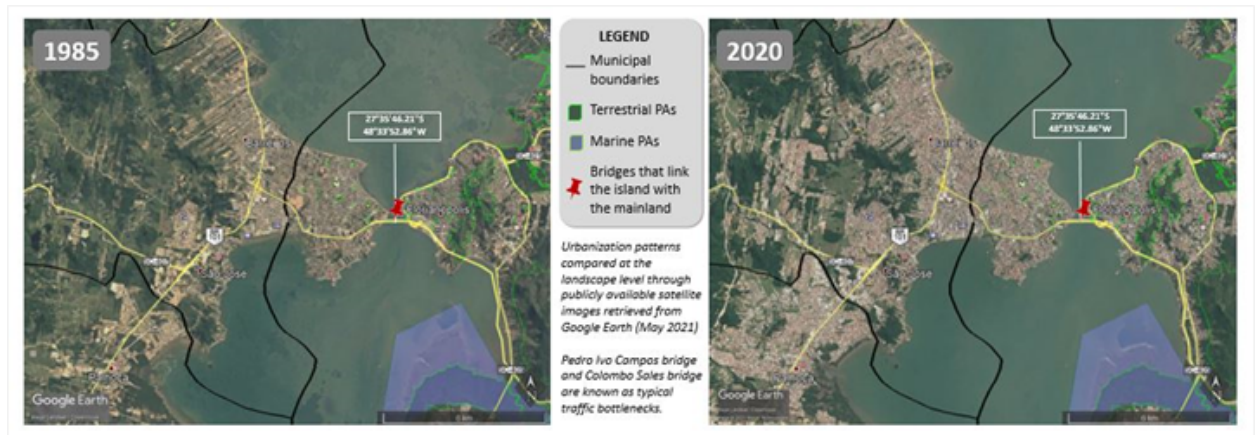 1985
27°35'46.21"S
48°33'52.86"W
Google Earth
LEGEND
Municipal
boundaries
Terrestrial PAs
Marine PAs
Bridges that link
the island with
the mainland
Urbanization patterns
compared at the
landscape level through
publicly available satellite
images retrieved from
Google Earth (May 2021)
Pedro Ivo Campos bridge
and Colombo Sales bridge
are known as typical
traffic bottlenecks.
2020
27°35'46.21"S
48°33'52.86"W
Google Earth